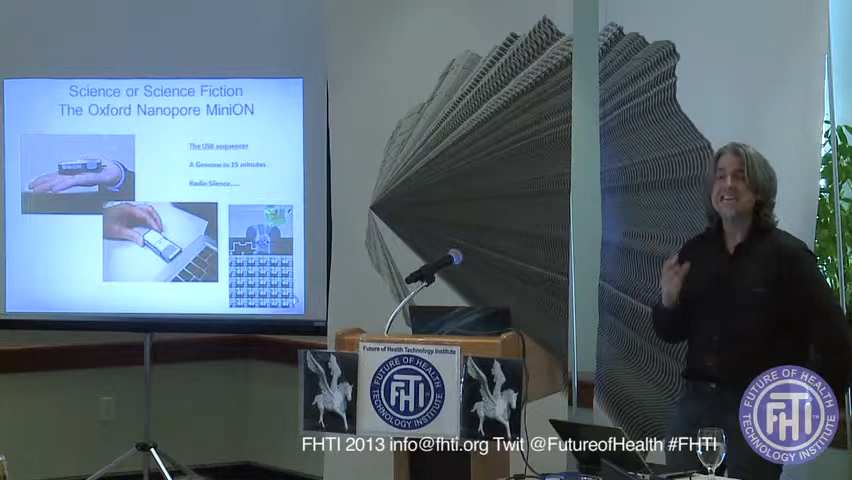 Science or Science Fiction
The Oxford Nanopore MiniON
The USB sequencer
A Genome in 15 minutes
Radio Silence.....
Future of Health Technology Institute
FUTURE OF HEALTH
FHTI
TECHNOLOGY INSTITUTE
FUTURE OF HEALTH
FHTI
TECHNOLOGY INSTITUTE
TM
FHTI 2013 info@fhti.org Twit @FutureofHealth #FHTI